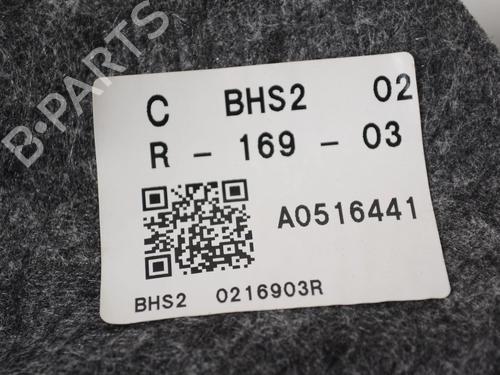 B-PARTS
C BHS2 02
R - 169 - 03
A0516441
BHS2 0216903R